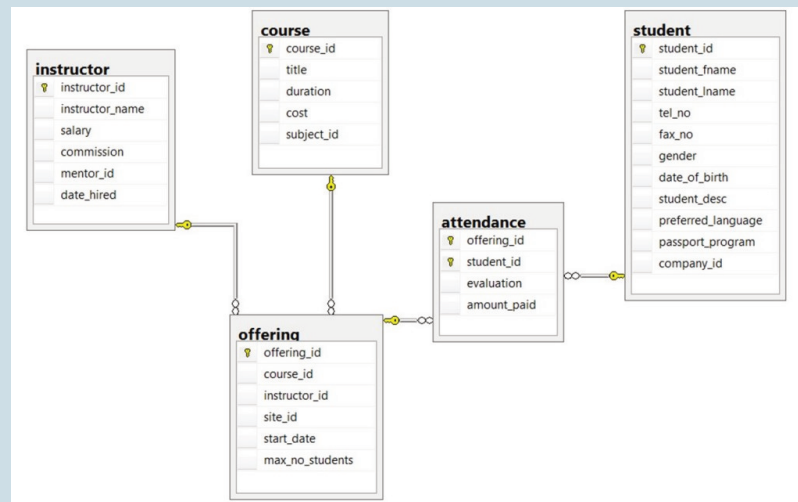 instructor
instructor_id
instructor_name
salary
commission
mentor_id
date_hired
course
course_id
title
duration
cost
subject_id
student
student_id
student_fname
student_lname
tel_no
fax_no
gender
date_of_birth
student_desc
preferred_language
passport_program
company_id
attendance
offering_id
student_id
evaluation
amount_paid
offering
offering_id
course_id
instructor_id
site_id
start_date
max_no_students